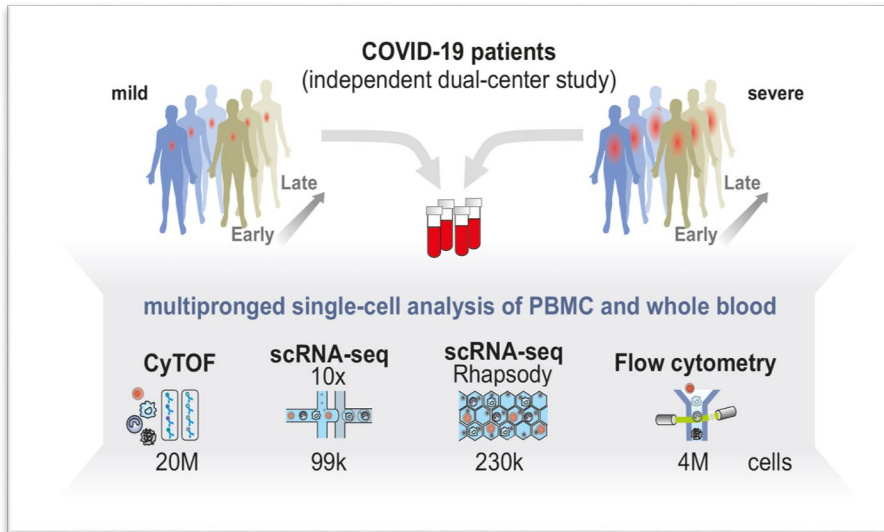 COVID-19 patients
(independent dual-center study)
mild
severe
Late
Early
Late
Early
multipronged single-cell analysis of PBMC and whole blood
CyTOF
scRNA-seq
10x
scRNA-seq
Rhapsody
Flow cytometry
20M
99k
230k
4M
cells